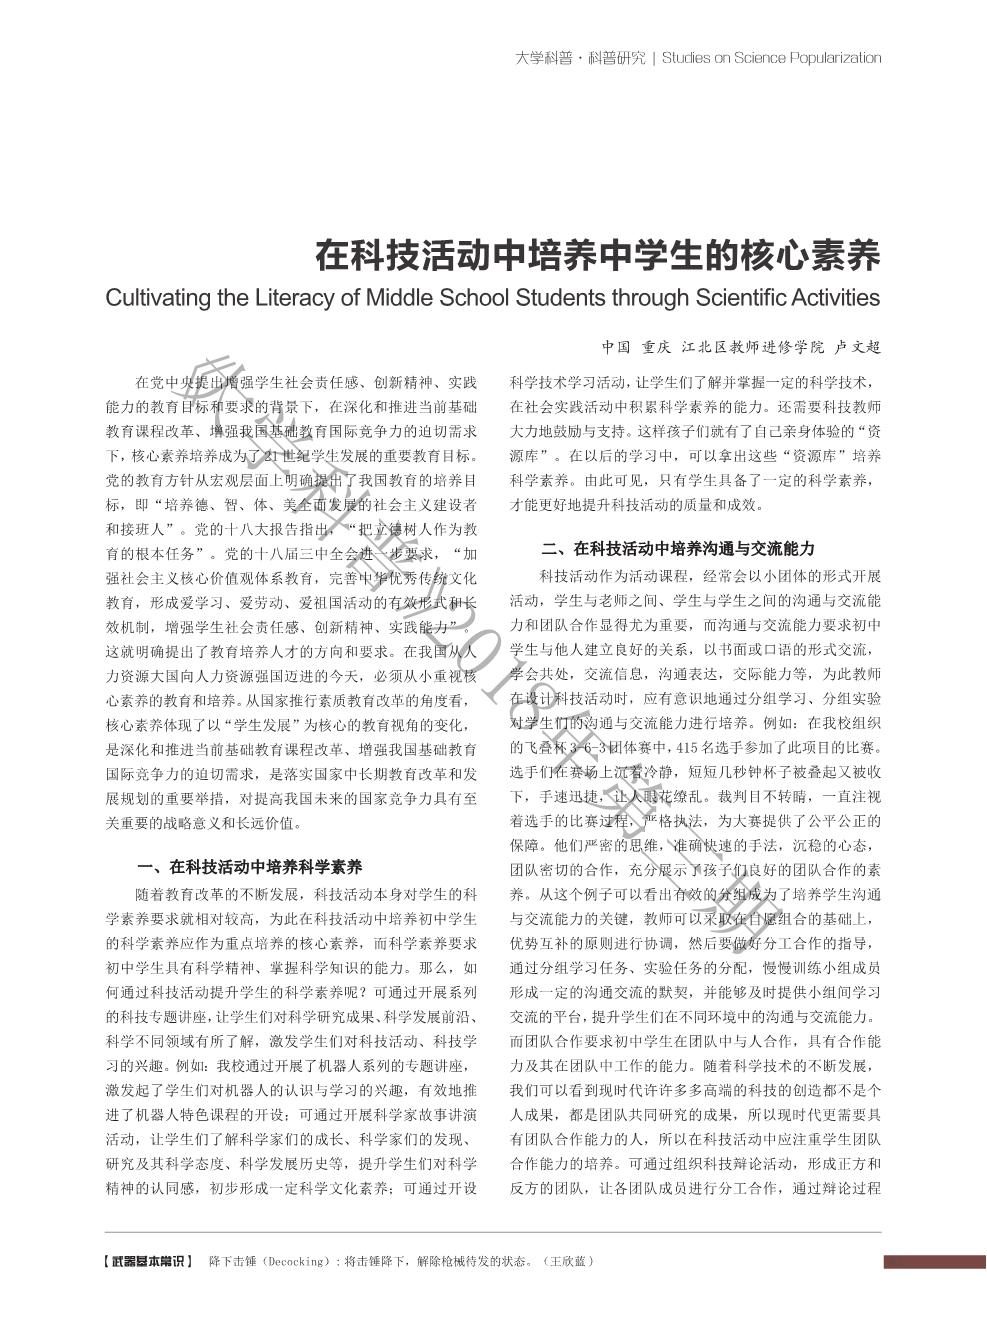 大学科普·科普研究 | Studies on Science Popularization
在科技活动中培养中学生的核心素养
Cultivating the Literacy of Middle School Students through Scientific Activities
中国 重庆 江北区教师进修学院 卢文超
在党中央提出增强学生社会责任感、创新精神、实践
能力的教育目标和要求的背景下，在深化和推进当前基础
教育课程改革、增强我国基础教育国际竞争力的迫切需求
下，核心素养培养成为了21世纪学生发展的重要教育目标。
党的教育方针从宏观层面上明确提出了我国教育的培养目
标，即“培养德、智、体、美全面发展的社会主义建设者
和接班人”。党的十八大报告指出，“把立德树人作为教
育的根本任务”。党的十八届三中全会进一步要求，“加
强社会主义核心价值观体系教育，完善中华优秀传统文化
教育，形成爱学习、爱劳动、爱祖国活动的有效形式和长
效机制，增强学生社会责任感、创新精神、实践能力”。
这就明确提出了教育培养人才的方向和要求。在我国从人
力资源大国向人力资源强国迈进的今天，必须从小重视核
心素养的教育和培养。从国家推行素质教育改革的角度看，
核心素养体现了以“学生发展”为核心的教育视角的变化，
是深化和推进当前基础教育课程改革、增强我国基础教育
国际竞争力的迫切需求，是落实国家中长期教育改革和发
展规划的重要举措，对提高我国未来的国家竞争力具有至
关重要的战略意义和长远价值。
一、在科技活动中培养科学素养
随着教育改革的不断发展，科技活动本身对学生的科
学素养要求就相对较高，为此在科技活动中培养初中学生
的科学素养应作为重点培养的核心素养，而科学素养要求
初中学生具有科学精神、掌握科学知识的能力。那么，如
何通过科技活动提升学生的科学素养呢？可通过开展系列
的科技专题讲座，让学生们对科学研究成果、科学发展前沿、
科学不同领域有所了解，激发学生们对科技活动、科技学
习的兴趣。例如：我校通过开展了机器人系列的专题讲座，
激发起了学生们对机器人的认识与学习的兴趣，有效地推
进了机器人特色课程的开设；可通过开展科学家故事讲演
活动，让学生们了解科学家们的成长、科学家们的发现、
研究及其科学态度、科学发展历史等，提升学生们对科学
精神的认同感，初步形成一定科学文化素养；可通过开设
科学技术学习活动，让学生们了解并掌握一定的科学技术，
在社会实践活动中积累科学素养的能力。还需要科技教师
大力地鼓励与支持。这样孩子们就有了自己亲身体验的“资
源库”。在以后的学习中，可以拿出这些“资源库”培养
科学素养。由此可见，只有学生具备了一定的科学素养，
才能更好地提升科技活动的质量和成效。
二、在科技活动中培养沟通与交流能力
科技活动作为活动课程，经常会以小团体的形式开展
活动，学生与老师之间、学生与学生之间的沟通与交流能
力和团队合作显得尤为重要，而沟通与交流能力要求初中
学生与他人建立良好的关系，以书面或口语的形式交流，
学会共处，交流信息，沟通表达，交际能力等，为此教师
在设计科技活动时，应有意识地通过分组学习、分组实验
对学生们的沟通与交流能力进行培养。例如：在我校组织
的飞叠杯3-6-3团体赛中，415名选手参加了此项目的比赛。
选手们在赛场上沉着冷静，短短几秒钟杯子被叠起又被收
下，手速迅捷，让人眼花缭乱。裁判目不转睛，一直注视
着选手的比赛过程，严格执法，为大赛提供了公平公正的
保障。他们严密的思维，准确快速的手法，沉稳的心态，
团队密切的合作，充分展示了孩子们良好的团队合作的素
养。从这个例子可以看出有效的分组成为了培养学生沟通
与交流能力的关键，教师可以采取在自愿组合的基础上，
优势互补的原则进行协调，然后要做好分工合作的指导，
通过分组学习任务、实验任务的分配，慢慢训练小组成员
形成一定的沟通交流的默契，并能够及时提供小组间学习
交流的平台，提升学生们在不同环境中的沟通与交流能力。
而团队合作要求初中学生在团队中与人合作，具有合作能
力及其在团队中工作的能力。随着科学技术的不断发展，
我们可以看到现时代许许多多高端的科技的创造都不是个
人成果，都是团队共同研究的成果，所以现时代更需要具
有团队合作能力的人，所以在科技活动中应注重学生团队
合作能力的培养。可通过组织科技辩论活动，形成正方和
反方的团队，让各团队成员进行分工合作，通过辩论过程
【武器基本常识】 降下击锤（Decocking）：将击锤降下，解除枪械待发的状态。（王欣蓝）
《大学科普》2018年第二期